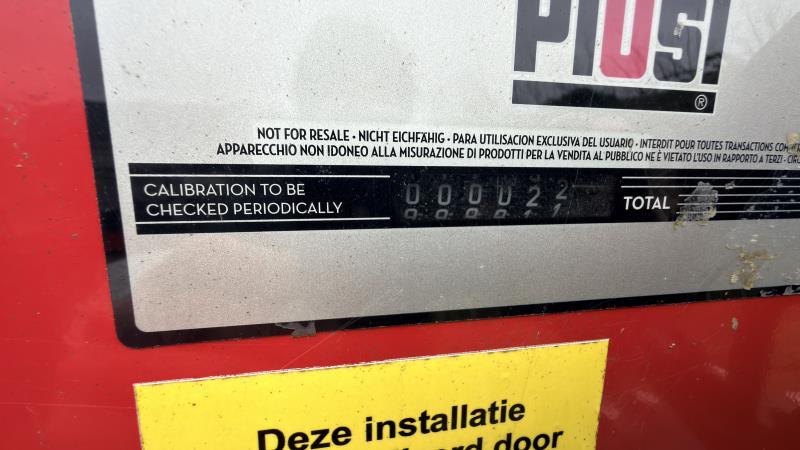 PIUSI
®
NOT FOR RESALE · NICHT EICHFÄHIG · PARA UTILISACION EXCLUSIVA DEL USUARIO · INTERDIT POUR TOUTES TRANSACTIONS
APPARECCHIO NON IDONEO ALLA MISURAZIONE DI PRODOTTI PER LA VENDITA AL PUBBLICO NE È VIETATO L'USO IN RAPPORTO A TERZI
CALIBRATION TO BE
CHECKED PERIODICALLY
000022
TOTAL
Deze installatie
door